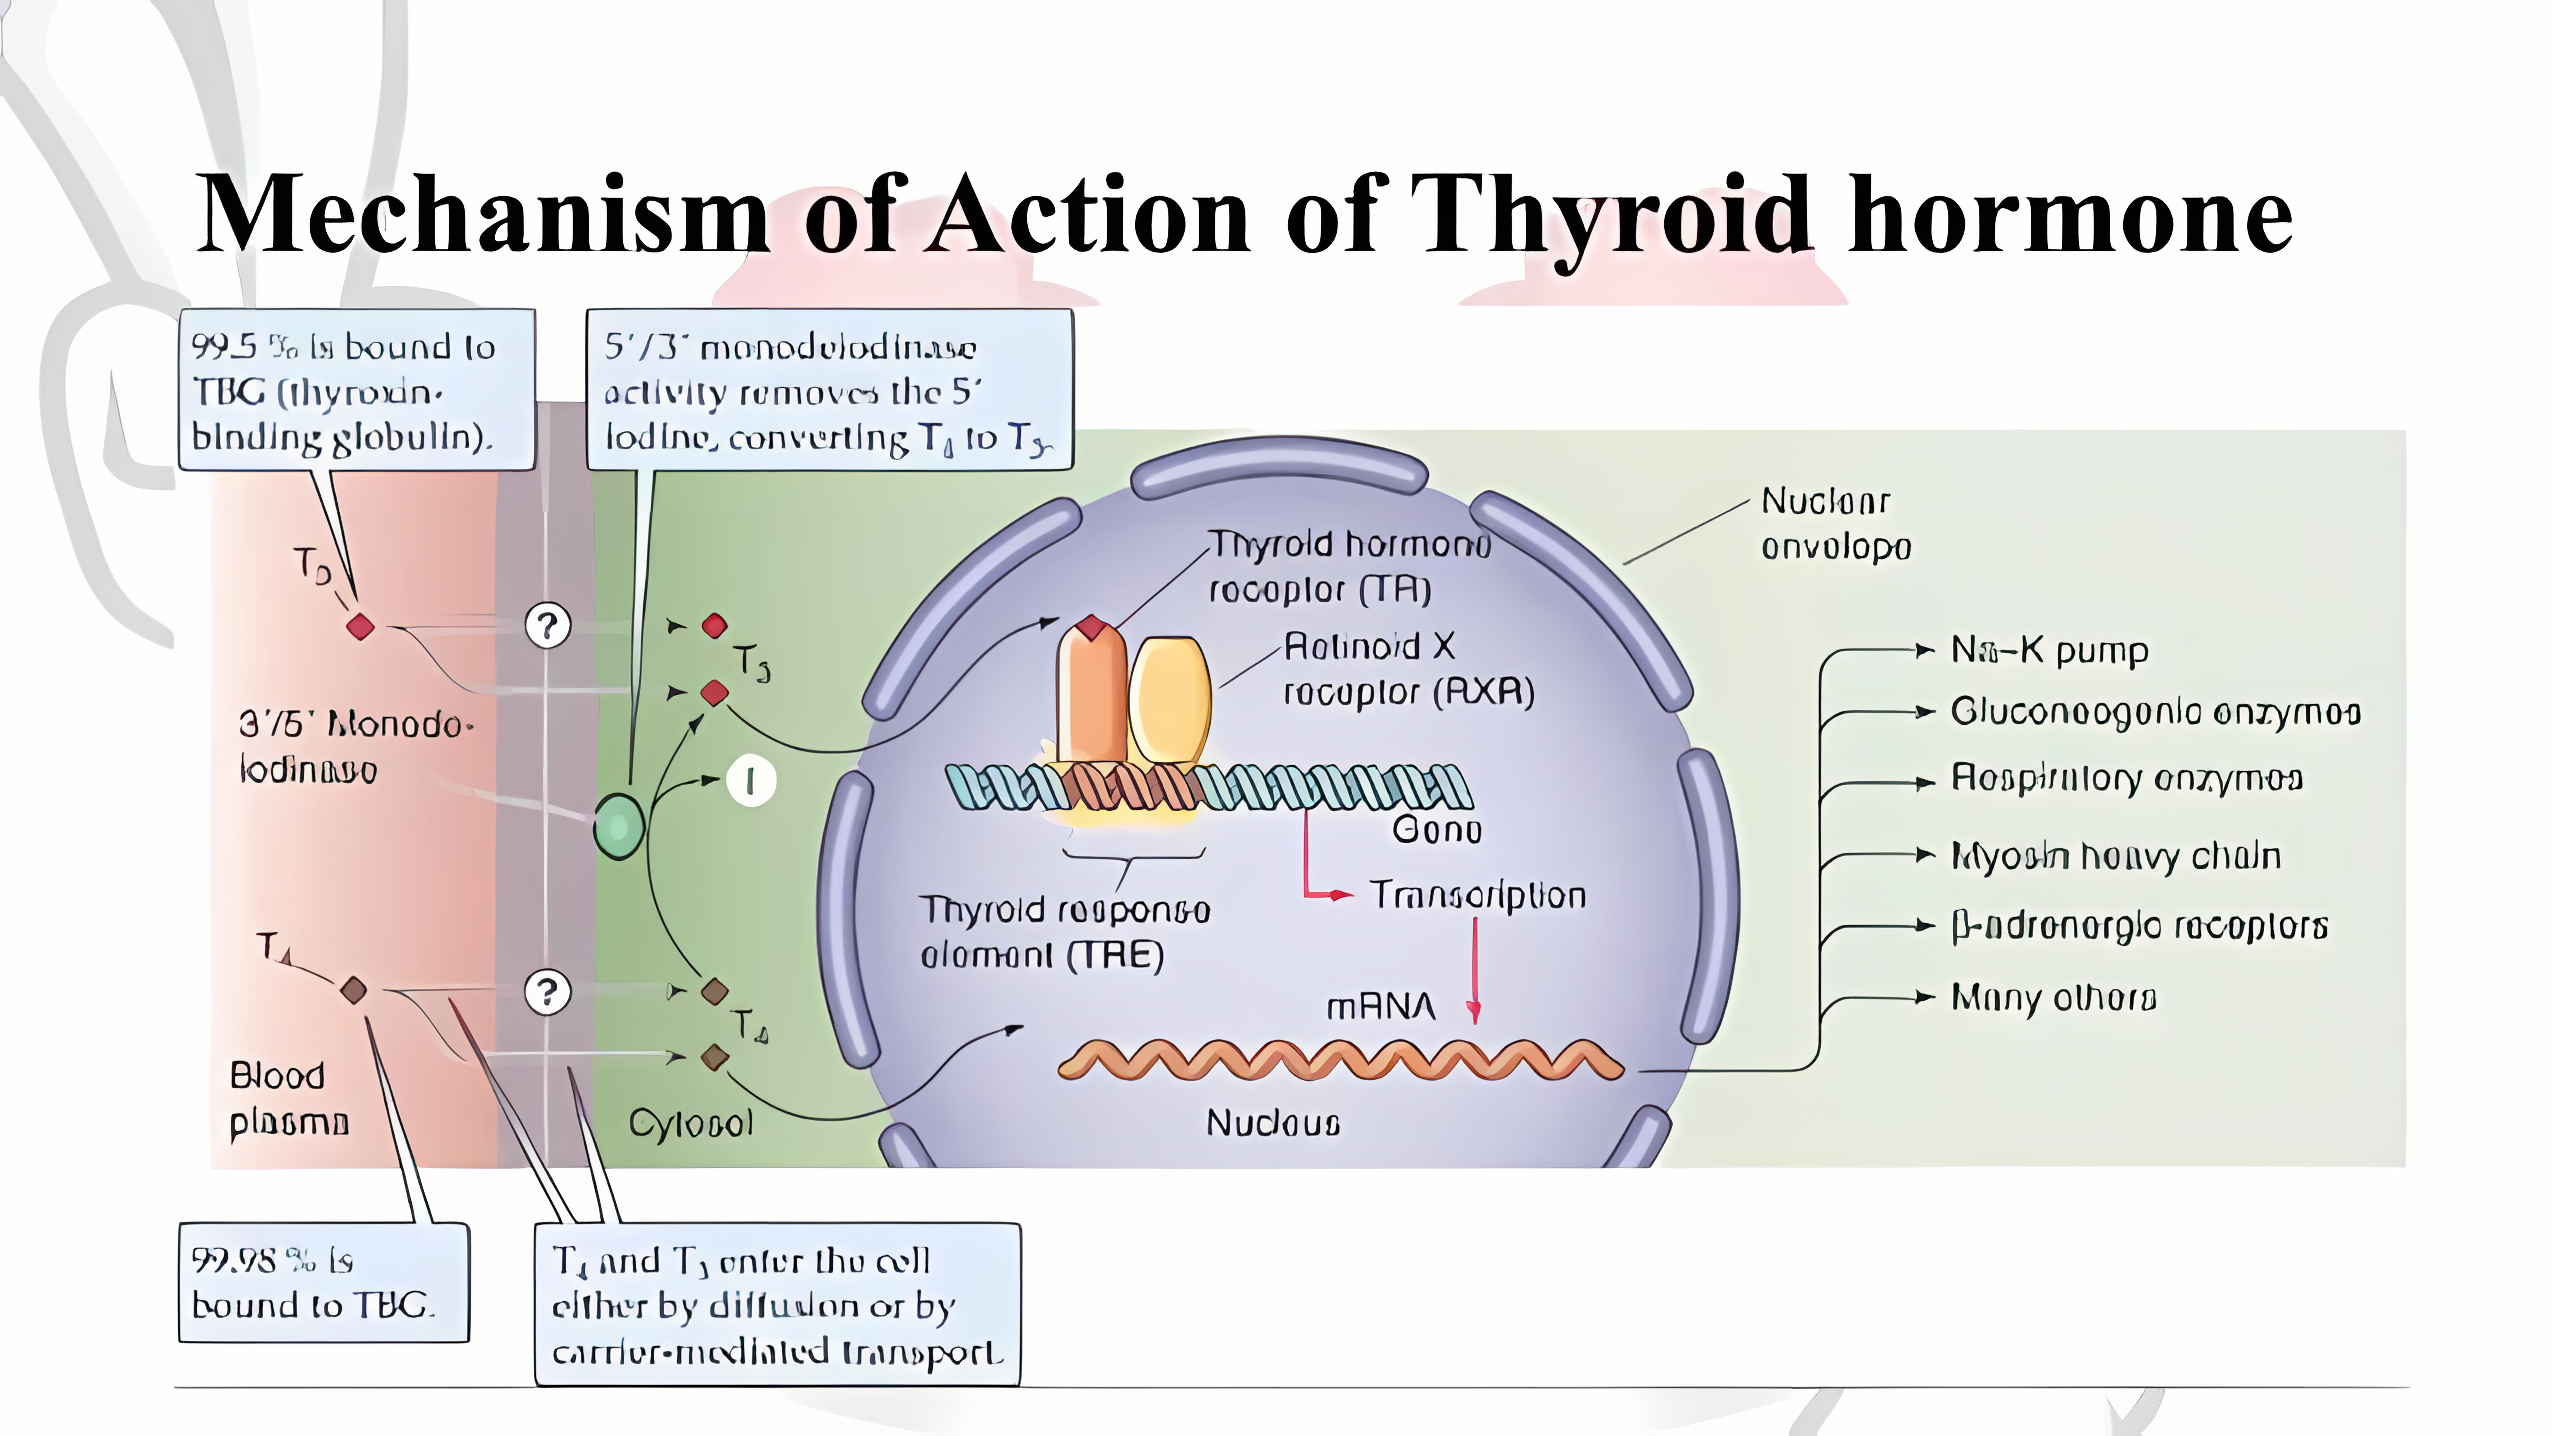 Mechanism of Action of Thyroid hormone
99.5 % is bound to
TBG (thyroxin-
binding globulin).
5'/3' monodeiodinase
activity removes the 5'
iodine, converting T4 to T3.
T3
3'/5' Monodo-
iodinase
T4
Blood
plasma
?
?
T3
I
T4
Cytosol
Thyroid hormone
receptor (TR)
Retinoid X
receptor (RXR)
Gene
Thyroid response
element (TRE)
Transcription
mRNA
Nucleus
Nuclear
envelope
Na–K pump
Gluconeogenic enzymes
Respiratory enzymes
Myosin heavy chain
β-adrenergic receptors
Many others
99.98 % is
bound to TBG.
T4 and T3 enter the cell
either by diffusion or by
carrier-mediated transport.